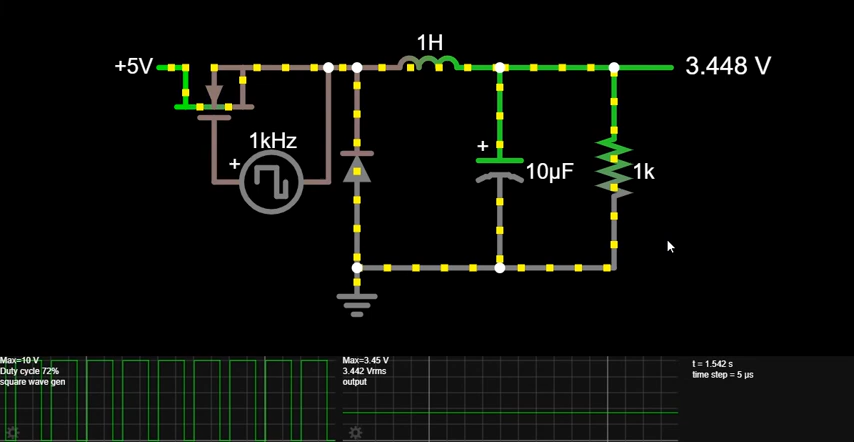 1H
+5V
3.448 V
1kHz
+
+
10µF
1k
Max=10 V
Duty cycle 72%
square wave gen
Max=3.45 V
3.442 Vrms
output
t = 1.542 s
time step = 5 µs